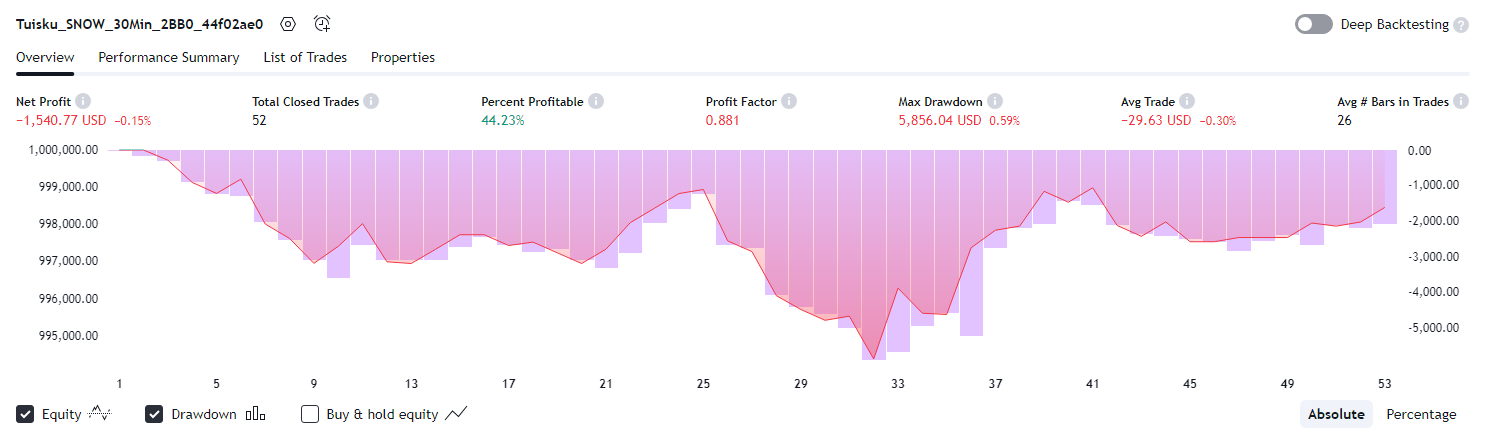 Tuisku_SNOW_30Min_2BB0_44f02ae0
Deep Backtesting
Overview Performance Summary List of Trades Properties
Net Profit Total Closed Trades Percent Profitable Profit Factor Max Drawdown Avg Trade Avg # Bars in Trades
−1,540.77 USD −0.15% 52 44.23% 0.881 5,856.04 USD 0.59% −29.63 USD −0.30% 26
1,000,000.00 0.00
999,000.00 -1,000.00
998,000.00 -2,000.00
997,000.00 -3,000.00
996,000.00 -4,000.00
995,000.00 -5,000.00
1 5 9 13 17 21 25 29 33 37 41 45 49 53
Equity Drawdown Buy & hold equity Absolute Percentage